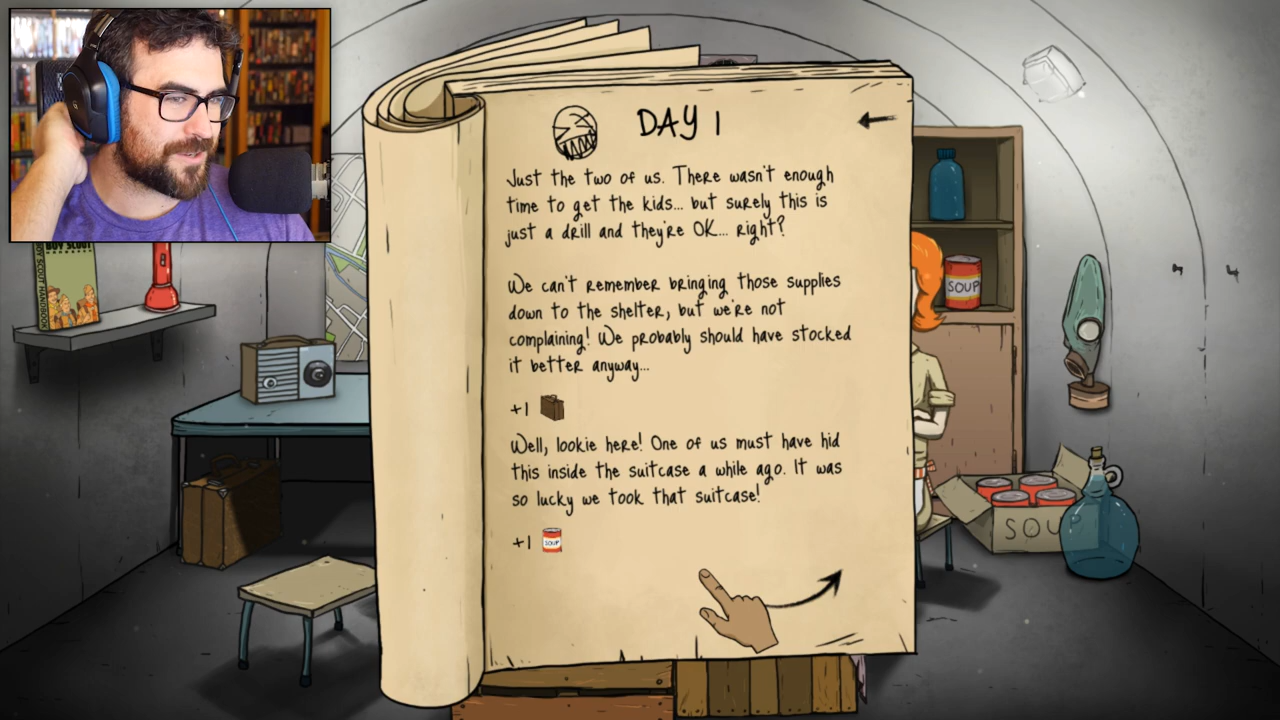 DAY 1
Just the two of us. There wasn't enough
time to get the kids... but surely this is
just a drill and they're OK... right?
We can't remember bringing those supplies
down to the shelter, but we're not
complaining! We probably should have stocked
it better anyway...
+1
Well, lookie here! One of us must have hid
this inside the suitcase a while ago. It was
so lucky we took that suitcase!
+1 SOUP
BOY SCOUT
BOY SCOUT HANDBOOK
SOUP
SOUP